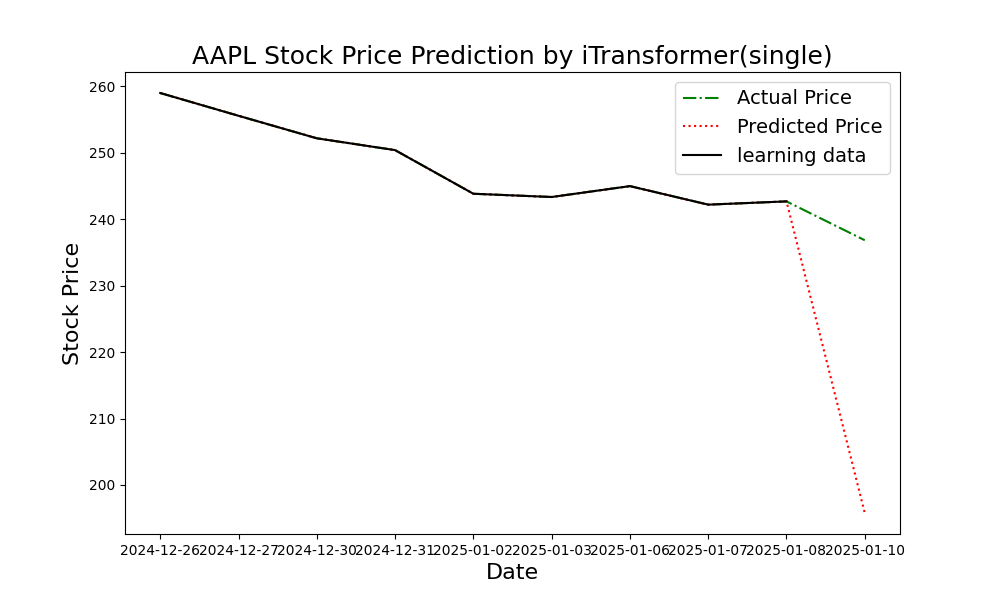 AAPL Stock Price Prediction by iTransformer(single)
Actual Price
Predicted Price
learning data
260
250
240
230
220
210
200
Stock Price
2024-12-26 2024-12-27 2024-12-30 2024-12-31 2025-01-02 2025-01-03 2025-01-06 2025-01-07 2025-01-08 2025-01-10
Date